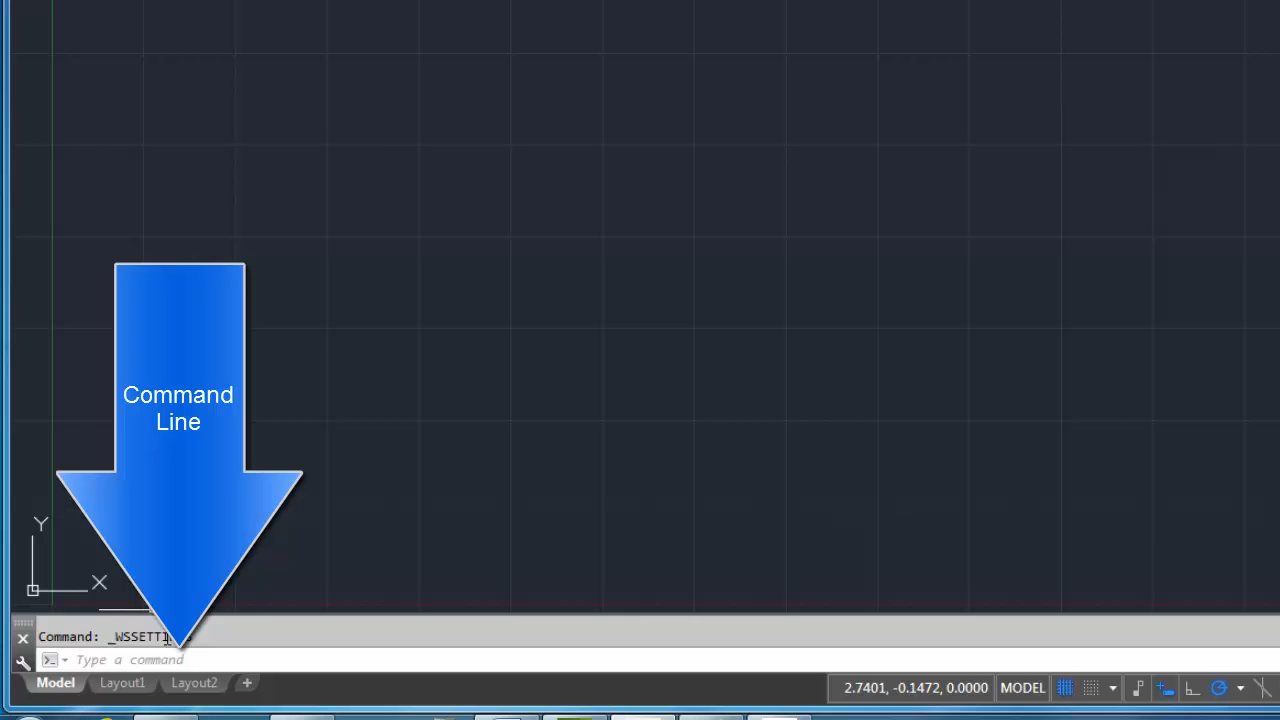 Command
Line
Y
X
Command: _WSSETTI
Type a command
Model Layout1 Layout2 +
2.7401, -0.1472, 0.0000 MODEL